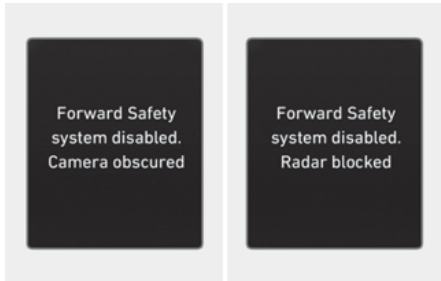 Forward Safety
system disabled.
Camera obscured
Forward Safety
system disabled.
Radar blocked